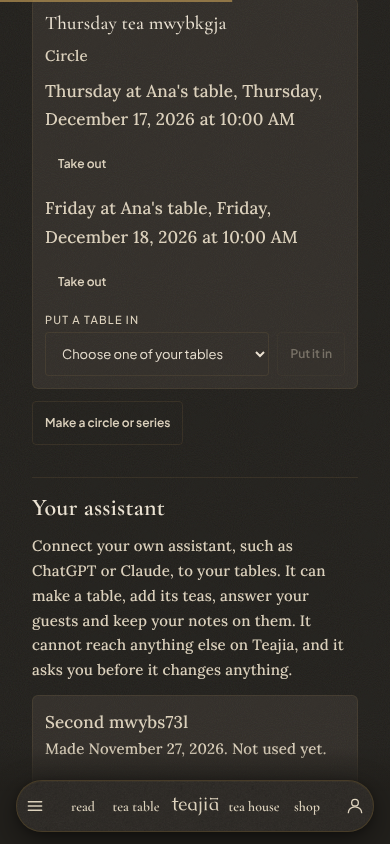 Thursday tea mwybkgja
Circle
Thursday at Ana's table, Thursday,
December 17, 2026 at 10:00 AM
Take out
Friday at Ana's table, Friday,
December 18, 2026 at 10:00 AM
Take out
PUT A TABLE IN
Choose one of your tables
Put it in
Make a circle or series
Your assistant
Connect your own assistant, such as
ChatGPT or Claude, to your tables. It can
make a table, add its teas, answer your
guests and keep your notes on them. It
cannot reach anything else on Teajia, and it
asks you before it changes anything.
Second mwybs73l
Made November 27, 2026. Not used yet.
read tea table teajia tea house shop